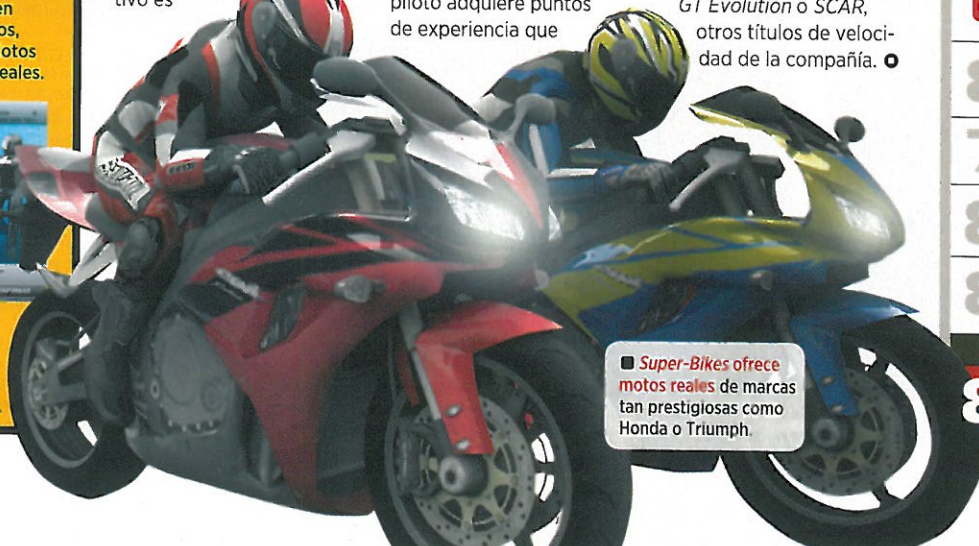 en
os,
otos
eales.
tivo es
piloto adquiere puntos
de experiencia que
GT Evolution o SCAR,
otros títulos de veloci-
dad de la compañía.
Super-Bikes ofrece
motos reales de marcas
tan prestigiosas como
Honda o Triumph.